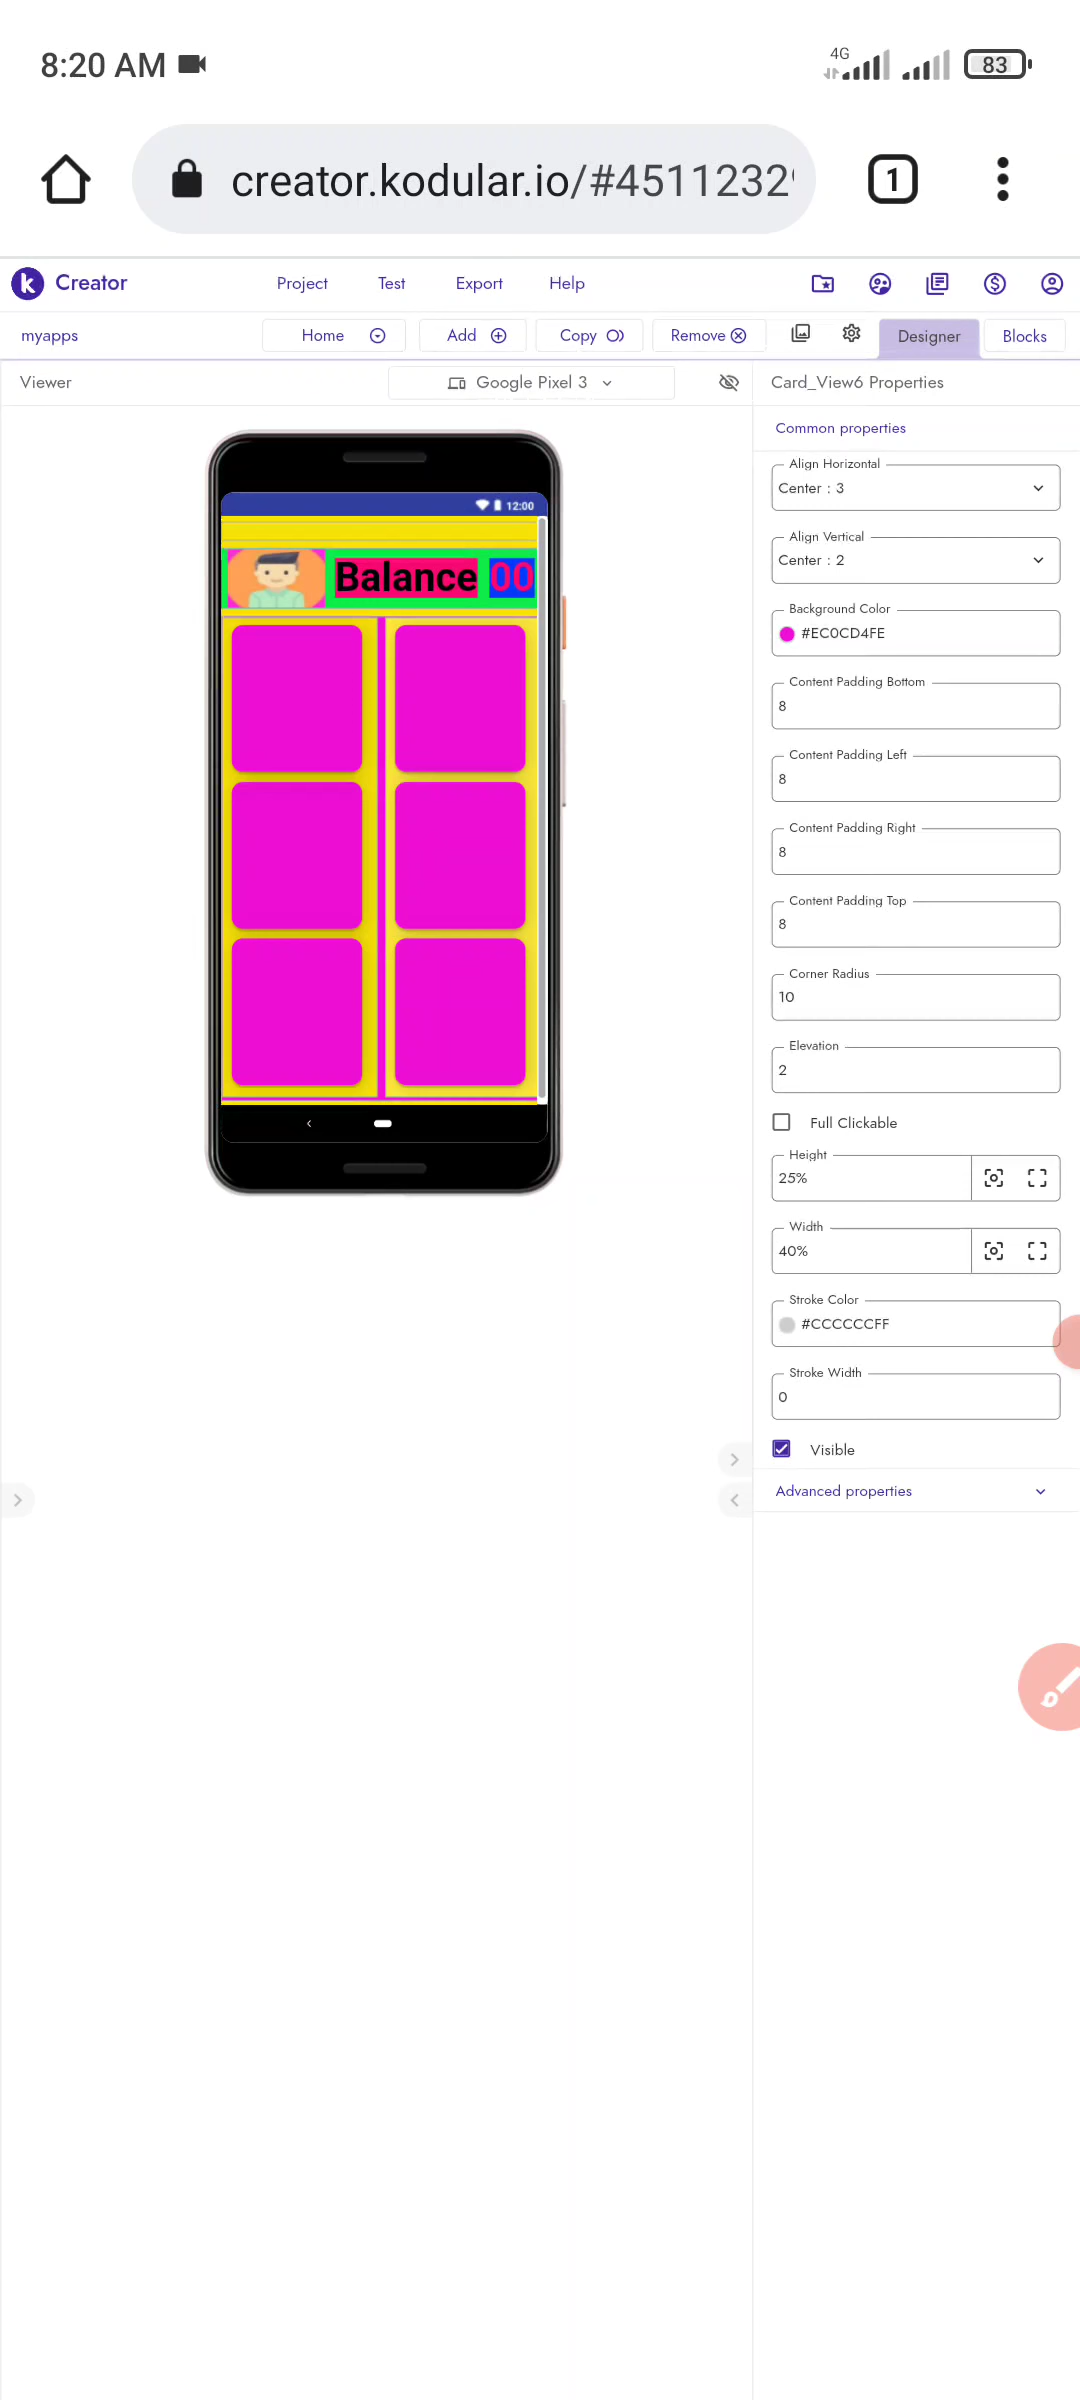 8:20 AM
4G
83
creator.kodular.io/#4511232
1
Creator
Project Test Export Help
myapps
Home Add Copy Remove Designer Blocks
Viewer
Google Pixel 3
Card_View6 Properties
Common properties
Align Horizontal
Center : 3
Align Vertical
Center : 2
Background Color
#EC0CD4FE
Content Padding Bottom
8
Content Padding Left
8
Content Padding Right
8
Content Padding Top
8
Corner Radius
10
Elevation
2
Full Clickable
Height
25%
Width
40%
Stroke Color
#CCCCCCFF
Stroke Width
0
Visible
Advanced properties
12:00
Balance 00